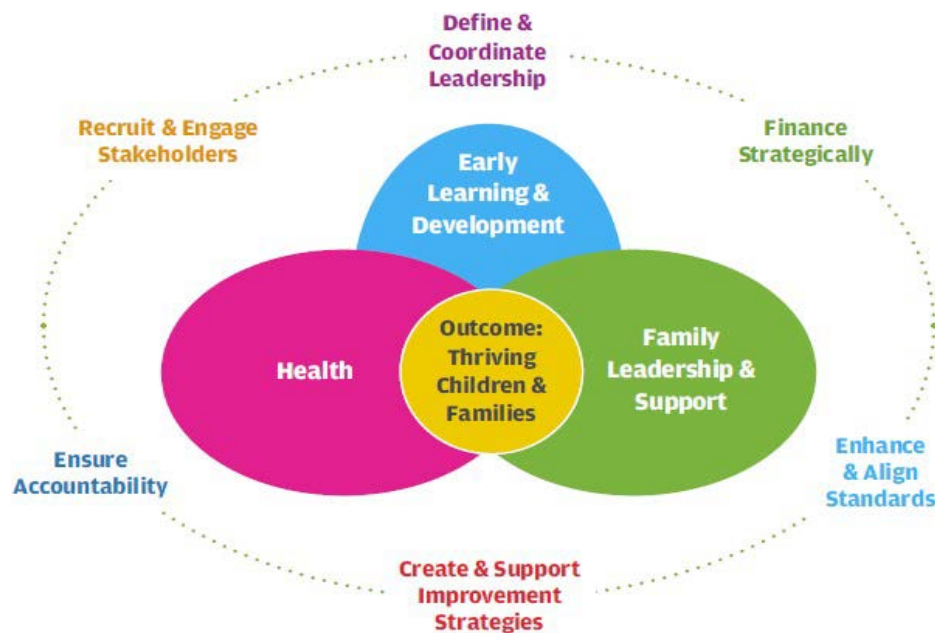 Define &
Coordinate
Leadership
Recruit & Engage
Stakeholders
Finance
Strategically
Early
Learning &
Development
Health
Outcome:
Thriving
Children &
Families
Family
Leadership &
Support
Ensure
Accountability
Enhance
& Align
Standards
Create & Support
Improvement
Strategies